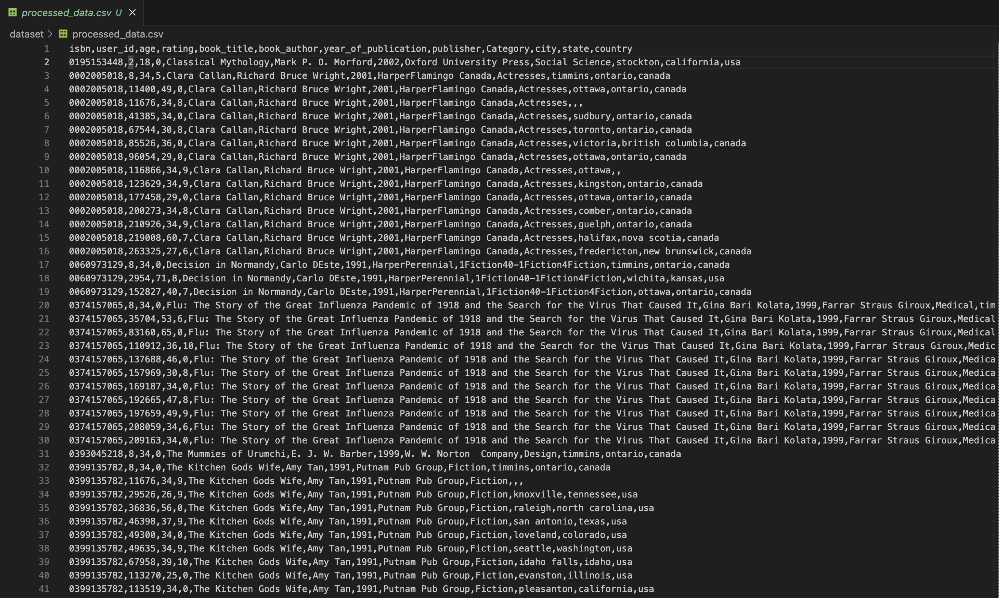 processed_data.csv U
dataset > processed_data.csv
1 isbn,user_id,age,rating,book_title,book_author,year_of_publication,publisher,Category,city,state,country
2 0195153448,2,18,0,Classical Mythology,Mark P. O. Morford,2002,Oxford University Press,Social Science,stockton,california,usa
3 0002005018,8,34,5,Clara Callan,Richard Bruce Wright,2001,HarperFlamingo Canada,Actresses,timmins,ontario,canada
4 0002005018,11400,49,0,Clara Callan,Richard Bruce Wright,2001,HarperFlamingo Canada,Actresses,ottawa,ontario,canada
5 0002005018,11676,34,8,Clara Callan,Richard Bruce Wright,2001,HarperFlamingo Canada,Actresses,,,
6 0002005018,41385,34,0,Clara Callan,Richard Bruce Wright,2001,HarperFlamingo Canada,Actresses,sudbury,ontario,canada
7 0002005018,67544,30,8,Clara Callan,Richard Bruce Wright,2001,HarperFlamingo Canada,Actresses,toronto,ontario,canada
8 0002005018,85526,36,0,Clara Callan,Richard Bruce Wright,2001,HarperFlamingo Canada,Actresses,victoria,british columbia,canada
9 0002005018,96054,29,0,Clara Callan,Richard Bruce Wright,2001,HarperFlamingo Canada,Actresses,ottawa,ontario,canada
10 0002005018,116866,34,9,Clara Callan,Richard Bruce Wright,2001,HarperFlamingo Canada,Actresses,ottawa,,
11 0002005018,123629,34,9,Clara Callan,Richard Bruce Wright,2001,HarperFlamingo Canada,Actresses,kingston,ontario,canada
12 0002005018,177458,29,0,Clara Callan,Richard Bruce Wright,2001,HarperFlamingo Canada,Actresses,ottawa,ontario,canada
13 0002005018,200273,34,8,Clara Callan,Richard Bruce Wright,2001,HarperFlamingo Canada,Actresses,comber,ontario,canada
14 0002005018,210926,34,9,Clara Callan,Richard Bruce Wright,2001,HarperFlamingo Canada,Actresses,guelph,ontario,canada
15 0002005018,219008,60,7,Clara Callan,Richard Bruce Wright,2001,HarperFlamingo Canada,Actresses,halifax,nova scotia,canada
16 0002005018,263325,27,6,Clara Callan,Richard Bruce Wright,2001,HarperFlamingo Canada,Actresses,fredericton,new brunswick,canada
17 0060973129,8,34,0,Decision in Normandy,Carlo DEste,1991,HarperPerennial,1Fiction40-1Fiction4Fiction,timmins,ontario,canada
18 0060973129,2954,71,8,Decision in Normandy,Carlo DEste,1991,HarperPerennial,1Fiction40-1Fiction4Fiction,wichita,kansas,usa
19 0060973129,152827,40,7,Decision in Normandy,Carlo DEste,1991,HarperPerennial,1Fiction40-1Fiction4Fiction,ottawa,ontario,canada
20 0374157065,8,34,0,Flu: The Story of the Great Influenza Pandemic of 1918 and the Search for the Virus That Caused It,Gina Bari Kolata,1999,Farrar Straus Giroux,Medical,tim
21 0374157065,35704,53,6,Flu: The Story of the Great Influenza Pandemic of 1918 and the Search for the Virus That Caused It,Gina Bari Kolata,1999,Farrar Straus Giroux,Medical
22 0374157065,83160,65,0,Flu: The Story of the Great Influenza Pandemic of 1918 and the Search for the Virus That Caused It,Gina Bari Kolata,1999,Farrar Straus Giroux,Medical
23 0374157065,110912,36,10,Flu: The Story of the Great Influenza Pandemic of 1918 and the Search for the Virus That Caused It,Gina Bari Kolata,1999,Farrar Straus Giroux,Medic
24 0374157065,137688,46,0,Flu: The Story of the Great Influenza Pandemic of 1918 and the Search for the Virus That Caused It,Gina Bari Kolata,1999,Farrar Straus Giroux,Medica
25 0374157065,157969,30,8,Flu: The Story of the Great Influenza Pandemic of 1918 and the Search for the Virus That Caused It,Gina Bari Kolata,1999,Farrar Straus Giroux,Medica
26 0374157065,169187,34,0,Flu: The Story of the Great Influenza Pandemic of 1918 and the Search for the Virus That Caused It,Gina Bari Kolata,1999,Farrar Straus Giroux,Medica
27 0374157065,192665,47,8,Flu: The Story of the Great Influenza Pandemic of 1918 and the Search for the Virus That Caused It,Gina Bari Kolata,1999,Farrar Straus Giroux,Medica
28 0374157065,197659,49,9,Flu: The Story of the Great Influenza Pandemic of 1918 and the Search for the Virus That Caused It,Gina Bari Kolata,1999,Farrar Straus Giroux,Medica
29 0374157065,208059,34,6,Flu: The Story of the Great Influenza Pandemic of 1918 and the Search for the Virus That Caused It,Gina Bari Kolata,1999,Farrar Straus Giroux,Medica
30 0374157065,209163,34,0,Flu: The Story of the Great Influenza Pandemic of 1918 and the Search for the Virus That Caused It,Gina Bari Kolata,1999,Farrar Straus Giroux,Medica
31 0393045218,8,34,0,The Mummies of Urumchi,E. J. W. Barber,1999,W. W. Norton  Company,Design,timmins,ontario,canada
32 0399135782,8,34,0,The Kitchen Gods Wife,Amy Tan,1991,Putnam Pub Group,Fiction,timmins,ontario,canada
33 0399135782,11676,34,9,The Kitchen Gods Wife,Amy Tan,1991,Putnam Pub Group,Fiction,,,
34 0399135782,29526,26,9,The Kitchen Gods Wife,Amy Tan,1991,Putnam Pub Group,Fiction,knoxville,tennessee,usa
35 0399135782,36836,56,0,The Kitchen Gods Wife,Amy Tan,1991,Putnam Pub Group,Fiction,raleigh,north carolina,usa
36 0399135782,46398,37,9,The Kitchen Gods Wife,Amy Tan,1991,Putnam Pub Group,Fiction,san antonio,texas,usa
37 0399135782,49300,34,0,The Kitchen Gods Wife,Amy Tan,1991,Putnam Pub Group,Fiction,loveland,colorado,usa
38 0399135782,49635,34,9,The Kitchen Gods Wife,Amy Tan,1991,Putnam Pub Group,Fiction,seattle,washington,usa
39 0399135782,67958,39,10,The Kitchen Gods Wife,Amy Tan,1991,Putnam Pub Group,Fiction,idaho falls,idaho,usa
40 0399135782,113270,25,0,The Kitchen Gods Wife,Amy Tan,1991,Putnam Pub Group,Fiction,evanston,illinois,usa
41 0399135782,113519,34,0,The Kitchen Gods Wife,Amy Tan,1991,Putnam Pub Group,Fiction,pleasanton,california,usa